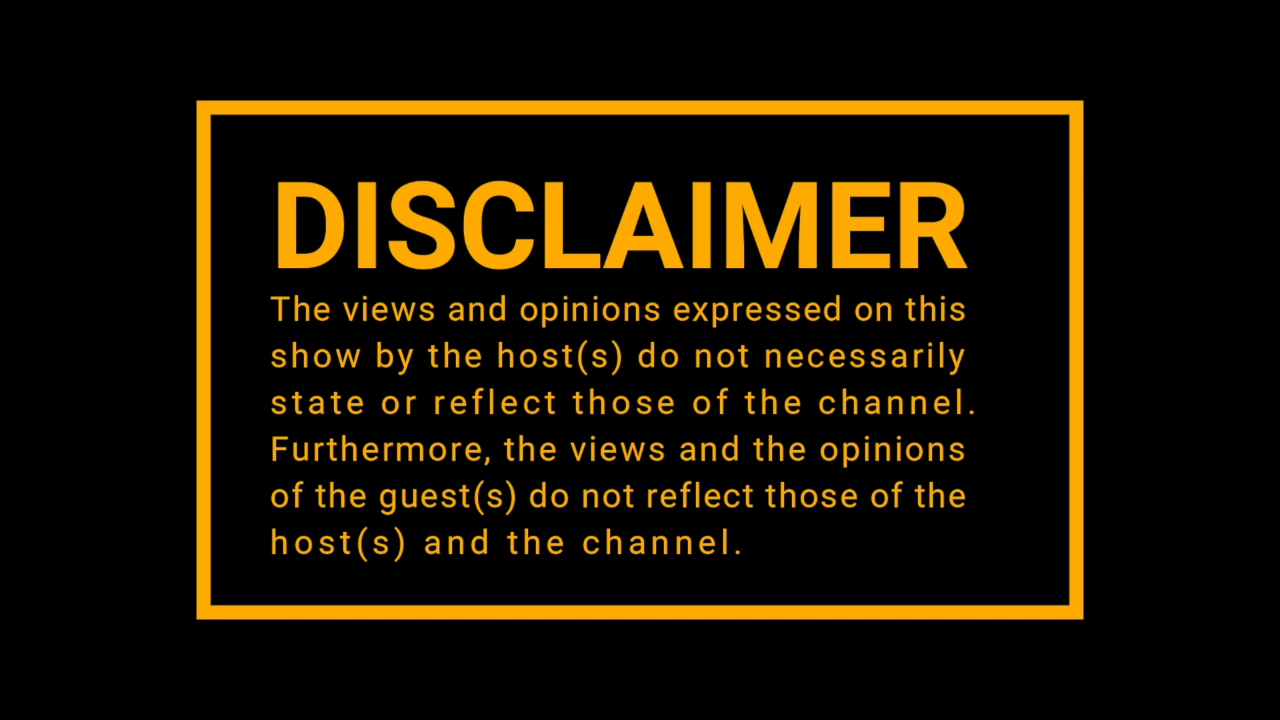 DISCLAIMER
The views and opinions expressed on this
show by the host(s) do not necessarily
state or reflect those of the channel.
Furthermore, the views and the opinions
of the guest(s) do not reflect those of the
host(s) and the channel.